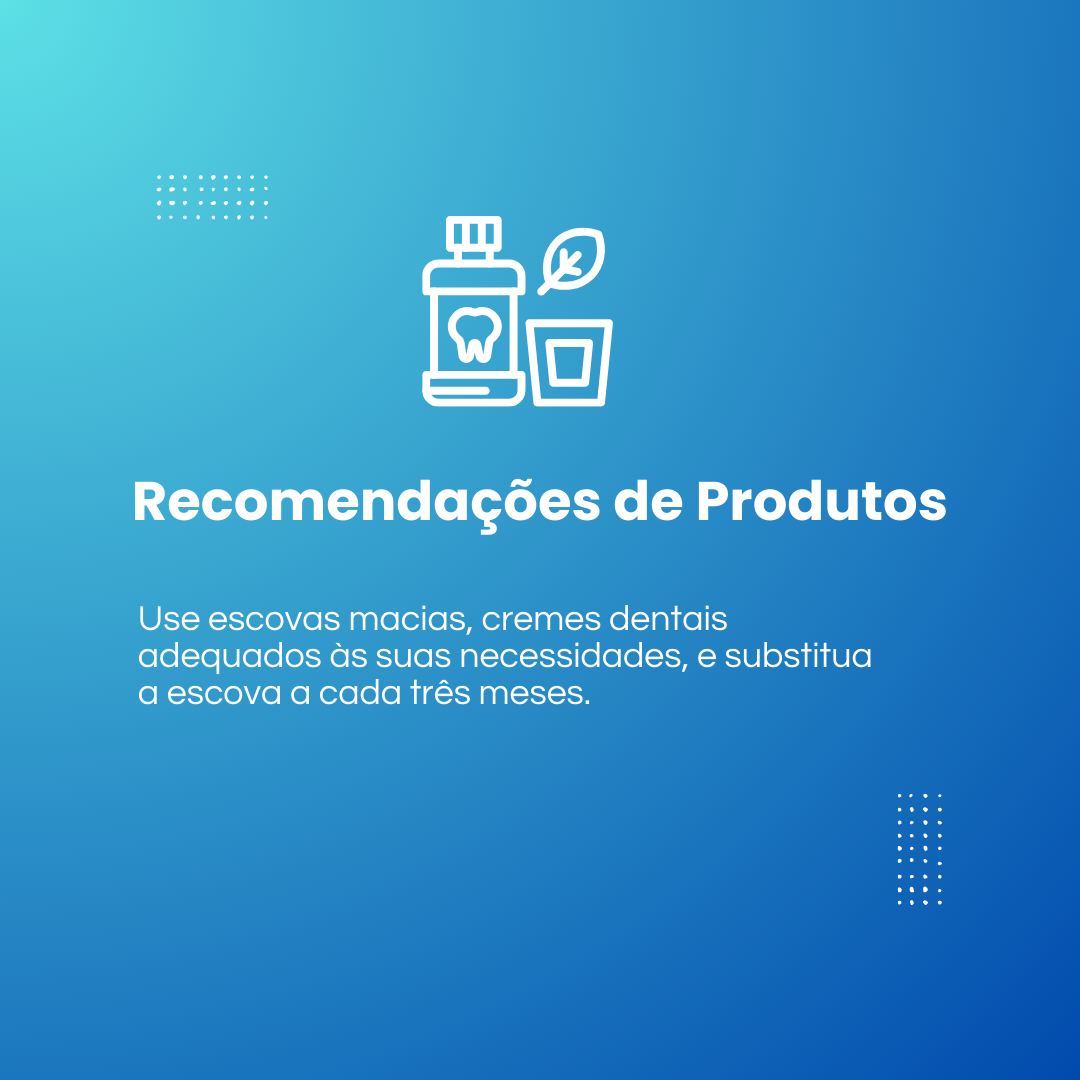 Recomendações de Produtos
Use escovas macias, cremes dentais
adequados às suas necessidades, e substitua
a escova a cada três meses.